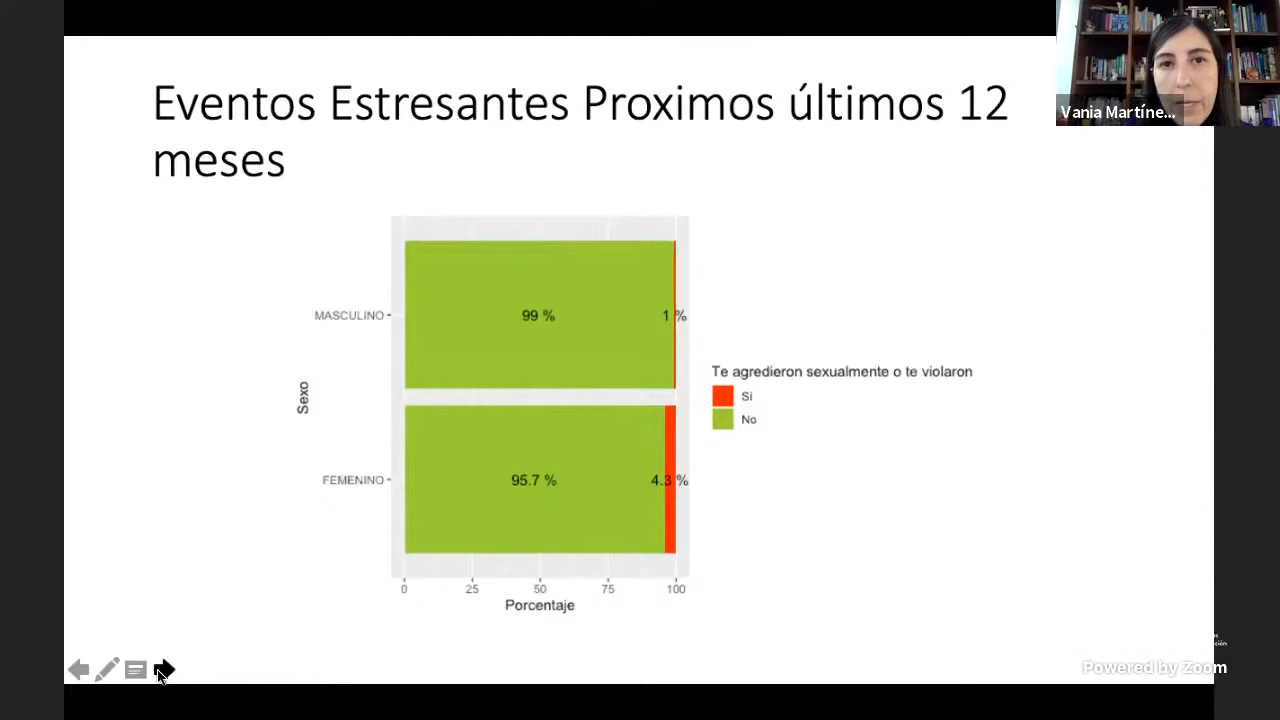 Eventos Estresantes Proximos últimos 12
meses
Vania Martíne...
MASCULINO
99 %
1 %
Sexo
FEMENINO
95.7 %
4.3 %
0 25 50 75 100
Porcentaje
Te agredieron sexualmente o te violaron
Si
No
Powered by Zoom